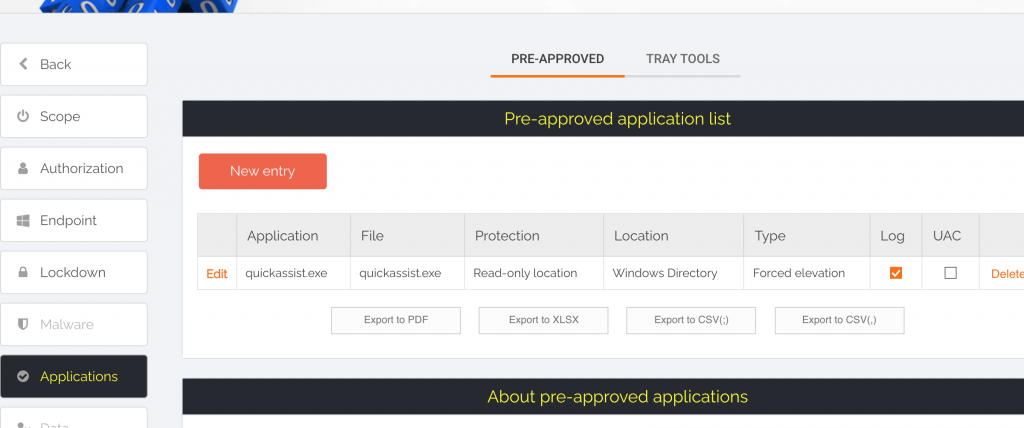 Back
Scope
Authorization
Endpoint
Lockdown
Malware
Applications
Data
PRE-APPROVED TRAY TOOLS
Pre-approved application list
New entry
Application File Protection Location Type Log UAC
Edit quickassist.exe quickassist.exe Read-only location Windows Directory Forced elevation Delete
Export to PDF Export to XLSX Export to CSV(;) Export to CSV(,)
About pre-approved applications